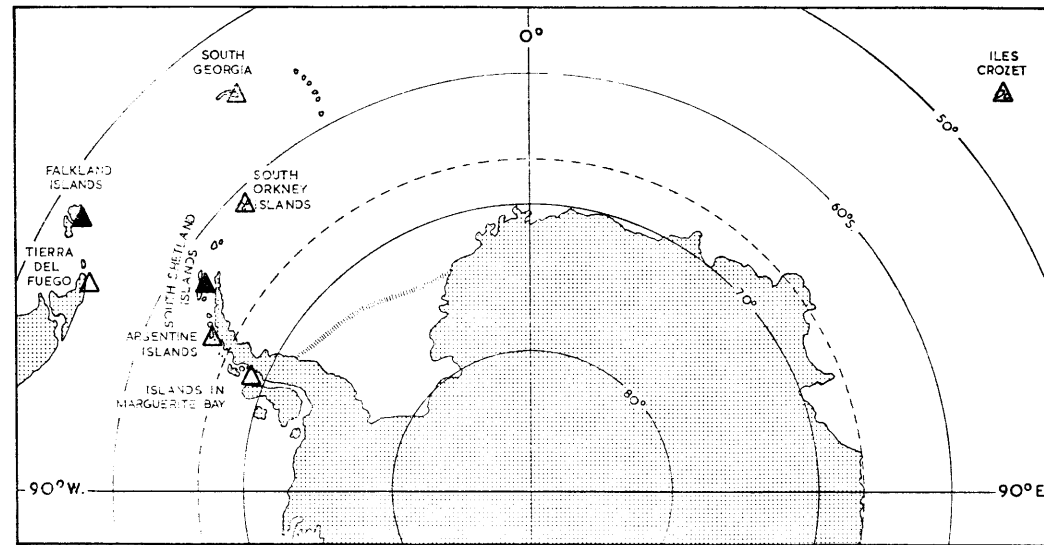 0°
SOUTH
GEORGIA
ILES
CROZET
50°
FALKLAND
ISLANDS
SOUTH
ORKNEY
ISLANDS
60°S.
TIERRA
DEL
FUEGO
SOUTH SHETLAND
ISLANDS
70°
ARGENTINE
ISLANDS
ISLANDS IN
MARGUERITE BAY
80°
90°W.
90°E